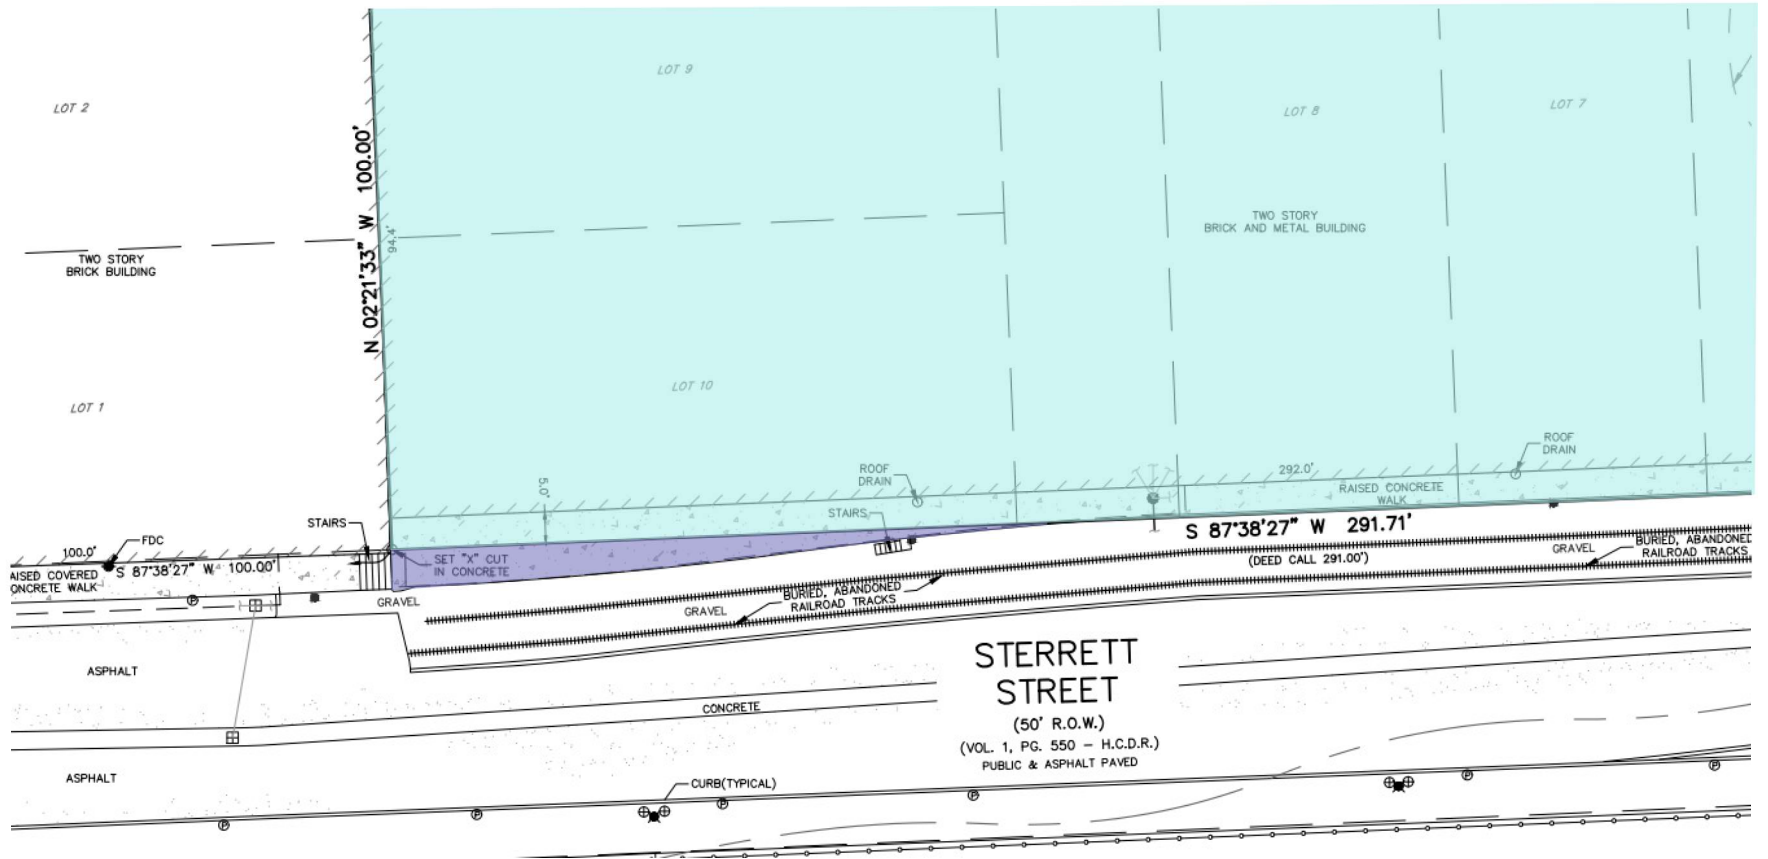 LOT 9
LOT 2
LOT 8
LOT 7
N 02°21'33" W 100.00'
94.4'
TWO STORY
BRICK AND METAL BUILDING
TWO STORY
BRICK BUILDING
LOT 10
LOT 1
ROOF
DRAIN
ROOF
DRAIN
292.0'
5.0'
RAISED CONCRETE
WALK
STAIRS
STAIRS
S 87°38'27" W 291.71'
FDC
100.0'
S 87°38'27" W 100.00'
AISED COVERED
ONCRETE WALK
SET "X" CUT
IN CONCRETE
(DEED CALL 291.00')
GRAVEL
BURIED, ABANDONED
RAILROAD TRACKS
GRAVEL
GRAVEL
BURIED, ABANDONED
RAILROAD TRACKS
STERRETT
STREET
(50' R.O.W.)
(VOL. 1, PG. 550 – H.C.D.R.)
PUBLIC & ASPHALT PAVED
ASPHALT
CONCRETE
ASPHALT
CURB(TYPICAL)
P
P
P
P
P
P
P